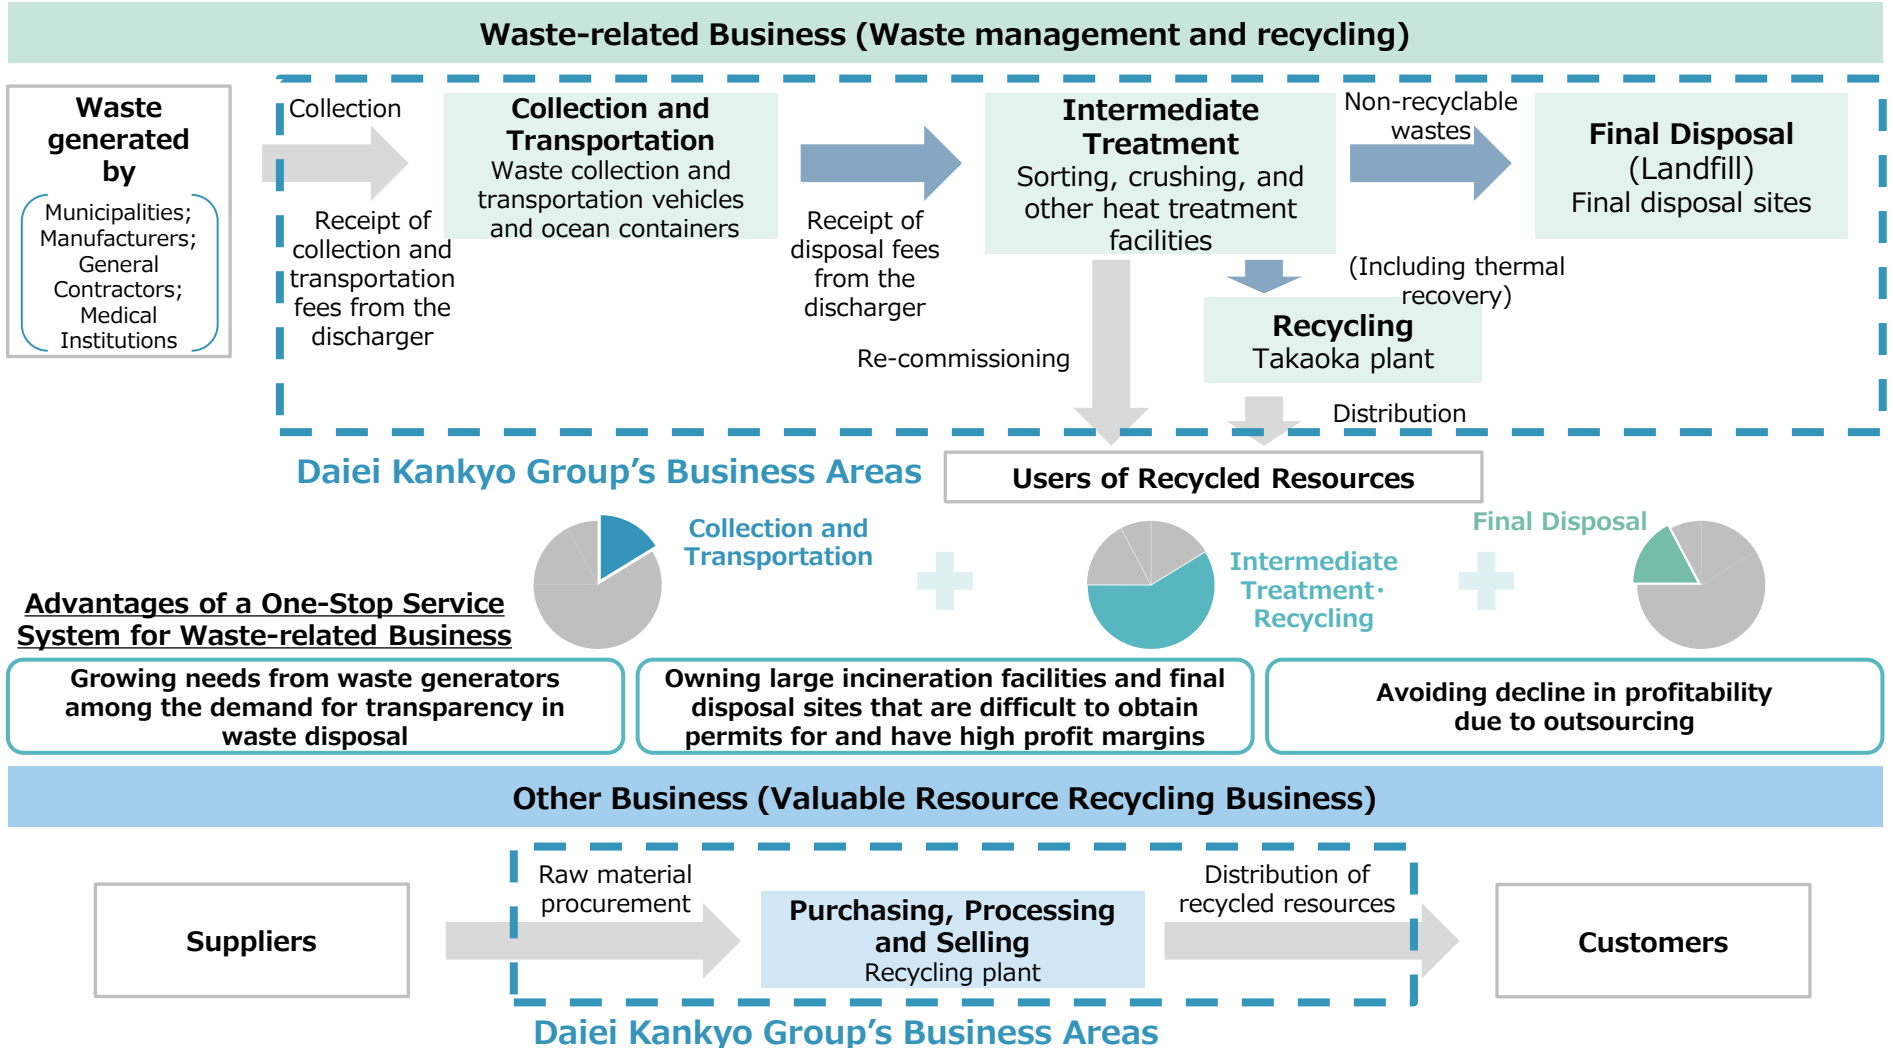 Waste-related Business (Waste management and recycling)
Waste
generated
by
Municipalities;
Manufacturers;
General
Contractors;
Medical
Institutions
Collection
Receipt of
collection and
transportation
fees from the
discharger
Collection and
Transportation
Waste collection and
transportation vehicles
and ocean containers
Receipt of
disposal fees
from the
discharger
Intermediate
Treatment
Sorting, crushing, and
other heat treatment
facilities
Non-recyclable
wastes
Final Disposal
(Landfill)
Final disposal sites
(Including thermal
recovery)
Recycling
Takaoka plant
Re-commissioning
Distribution
Daiei Kankyo Group’s Business Areas
Users of Recycled Resources
Collection and
Transportation
Intermediate
Treatment・
Recycling
Final Disposal
Advantages of a One-Stop Service
System for Waste-related Business
Growing needs from waste generators
among the demand for transparency in
waste disposal
Owning large incineration facilities and final
disposal sites that are difficult to obtain
permits for and have high profit margins
Avoiding decline in profitability
due to outsourcing
Other Business (Valuable Resource Recycling Business)
Suppliers
Raw material
procurement
Purchasing, Processing
and Selling
Recycling plant
Distribution of
recycled resources
Customers
Daiei Kankyo Group’s Business Areas